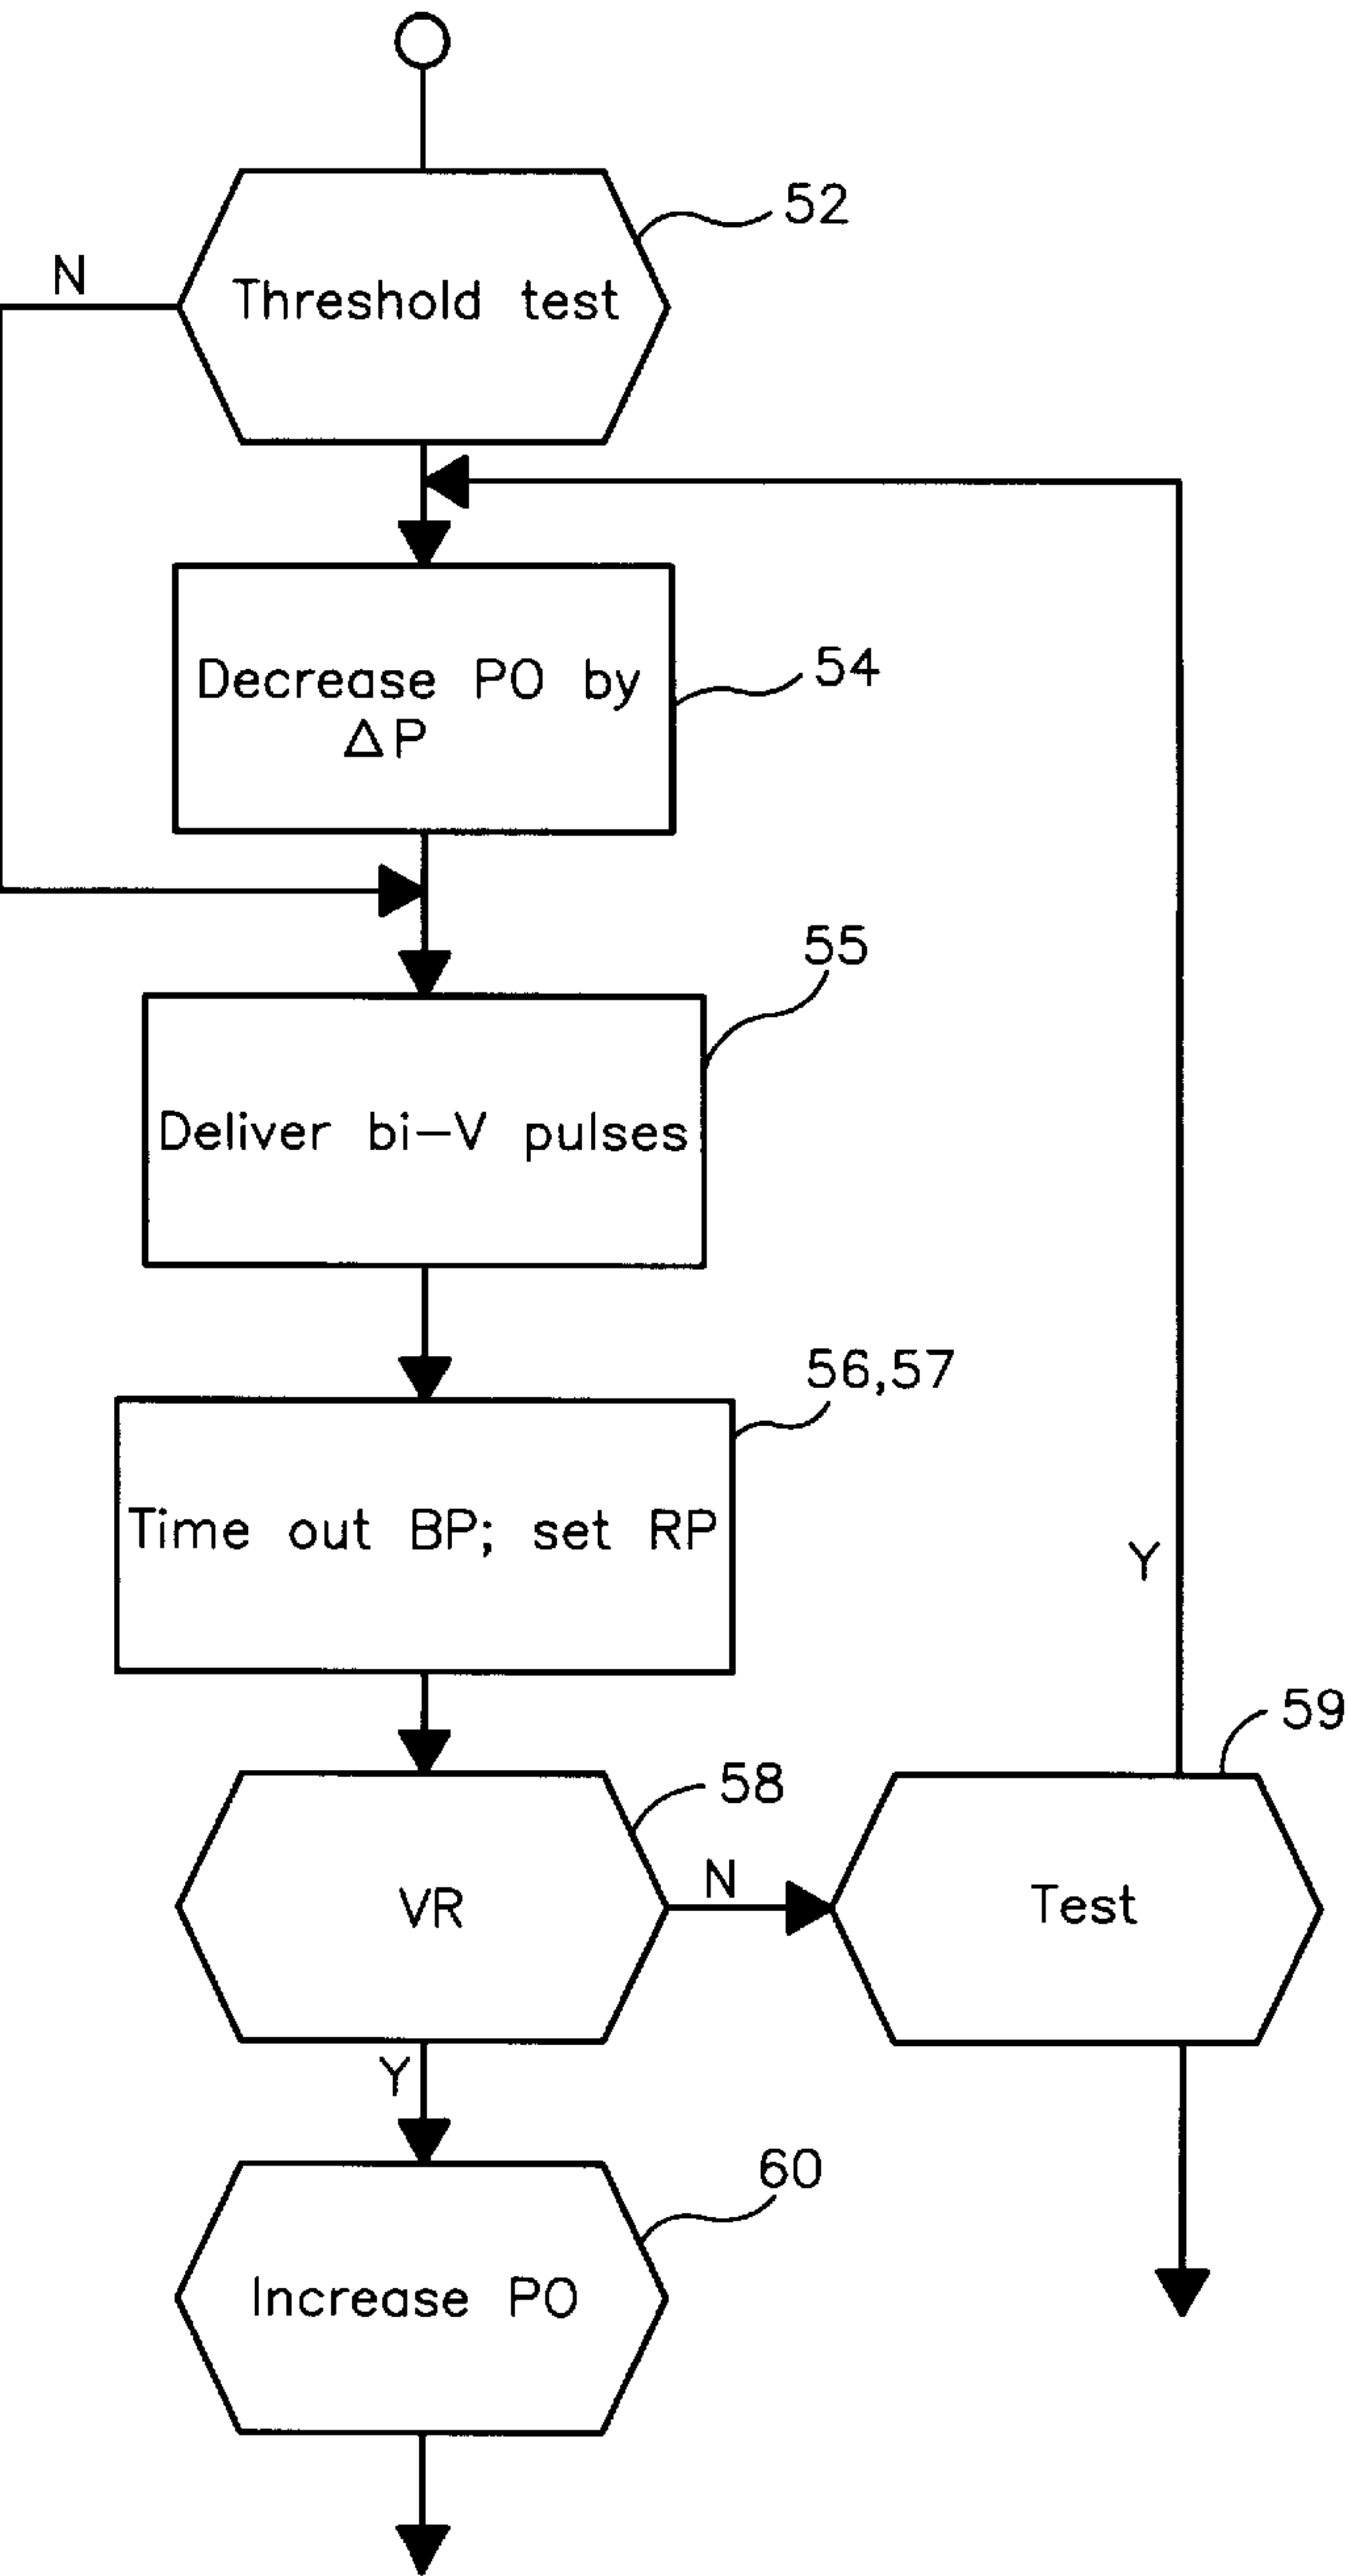 52
N
Threshold test
Decrease PO by
ΔP
54
55
Deliver bi–V pulses
56,57
Time out BP; set RP
Y
59
58
VR
N
Test
Y
60
Increase PO